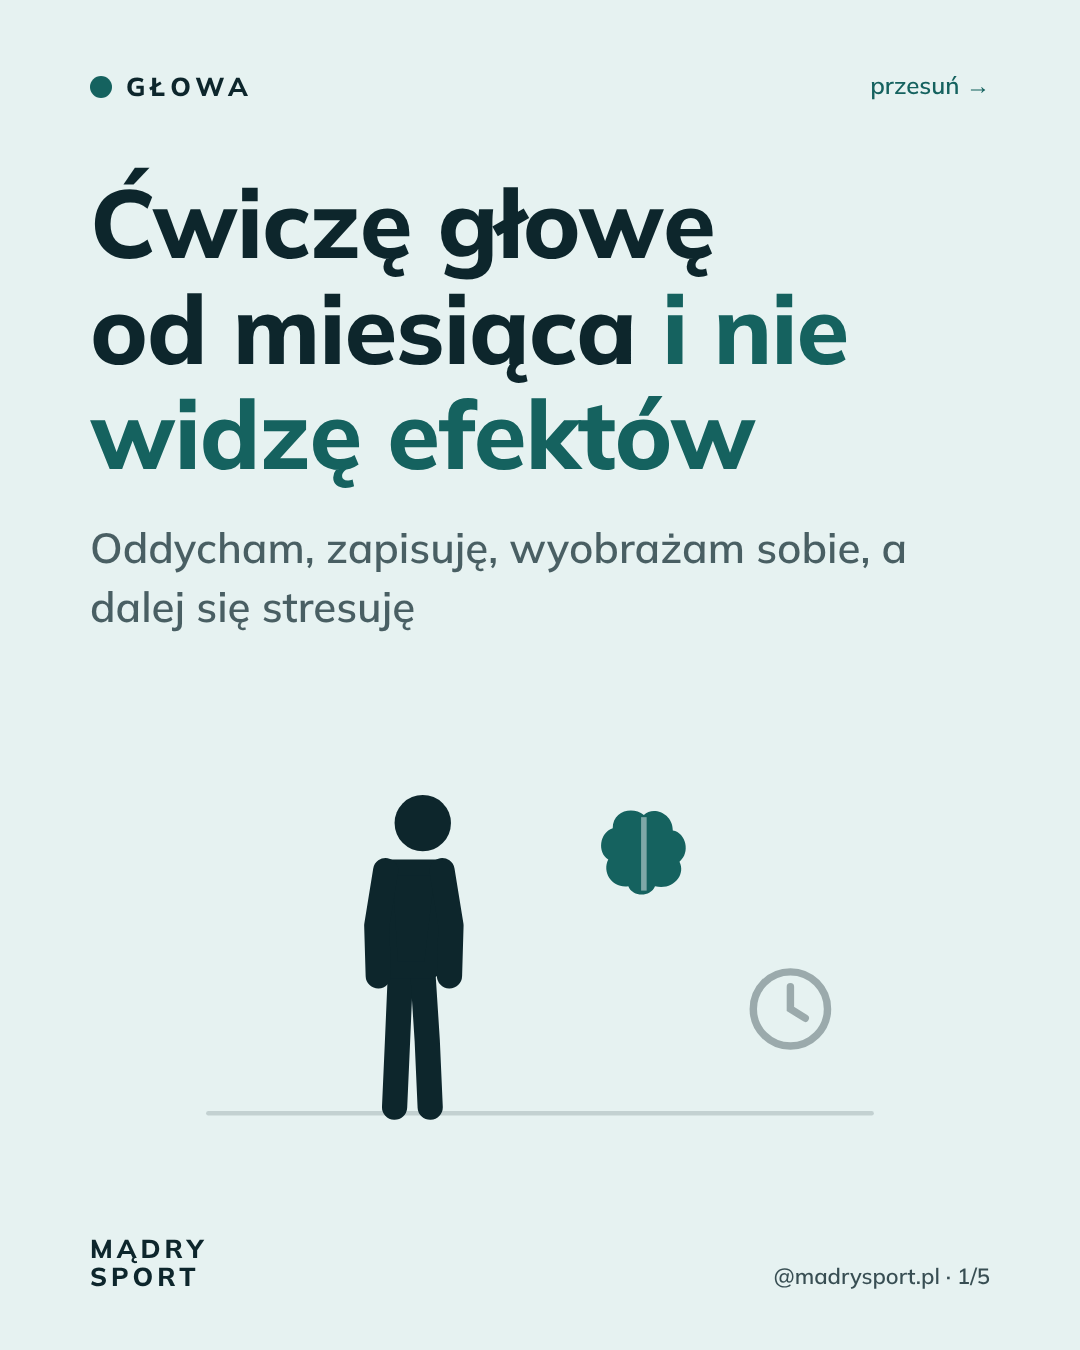 GŁOWA
przesuń →
Ćwiczę głowę
od miesiąca i nie
widzę efektów
Oddycham, zapisuję, wyobrażam sobie, a
dalej się stresuję
MĄDRY
SPORT
@madrysport.pl · 1/5